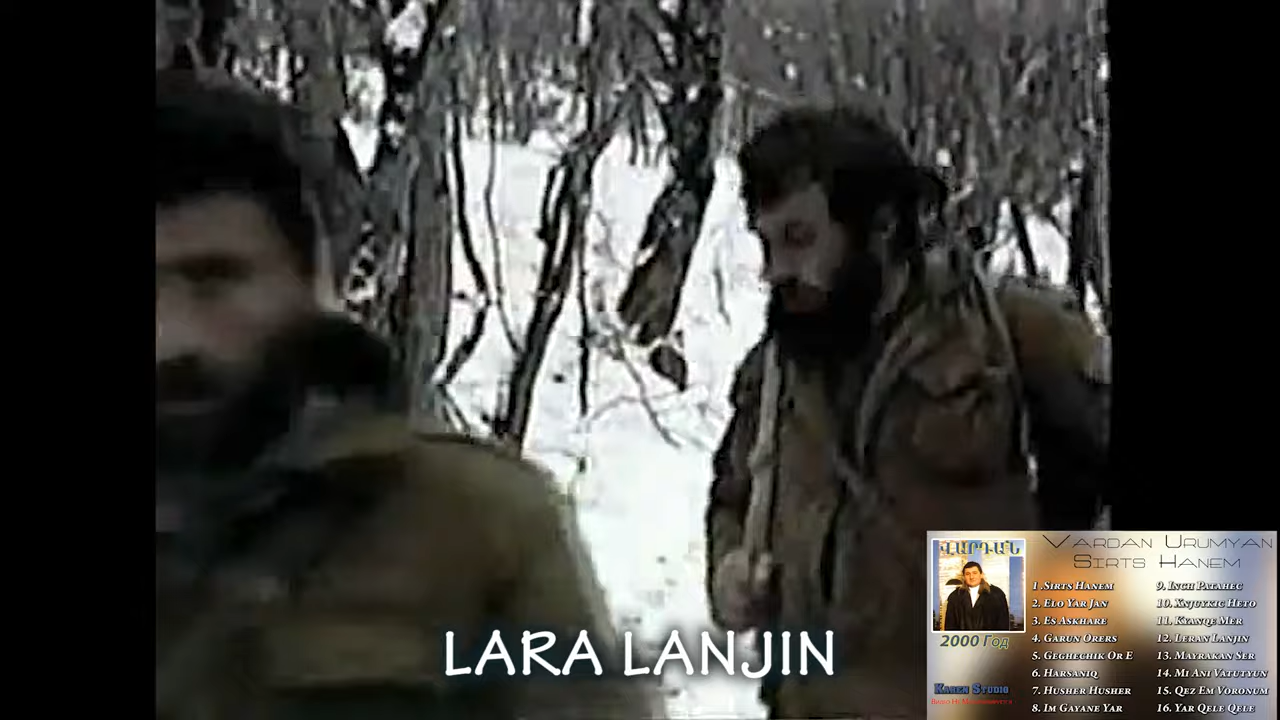 LARA LANJIN
ՎԱՐԴԱՆ
2000 Год
Karen Studio
Vardan Urumyan
Sirts Hanem
1. Sirts Hanem
2. Elo Yar Jan
3. Es Askhare
4. Garun Orers
5. Geghechik Or E
6. Harsaniq
7. Husher Husher
8. Im Gayane Yar
9. Inch Patahec
10. Xnjuykic Heto
11. Kyanqe Mer
12. Leran Lanjin
13. Mayrakan Ser
14. Mi Ani Vatutyun
15. Qez Em Voronum
16. Yar Qele Qele